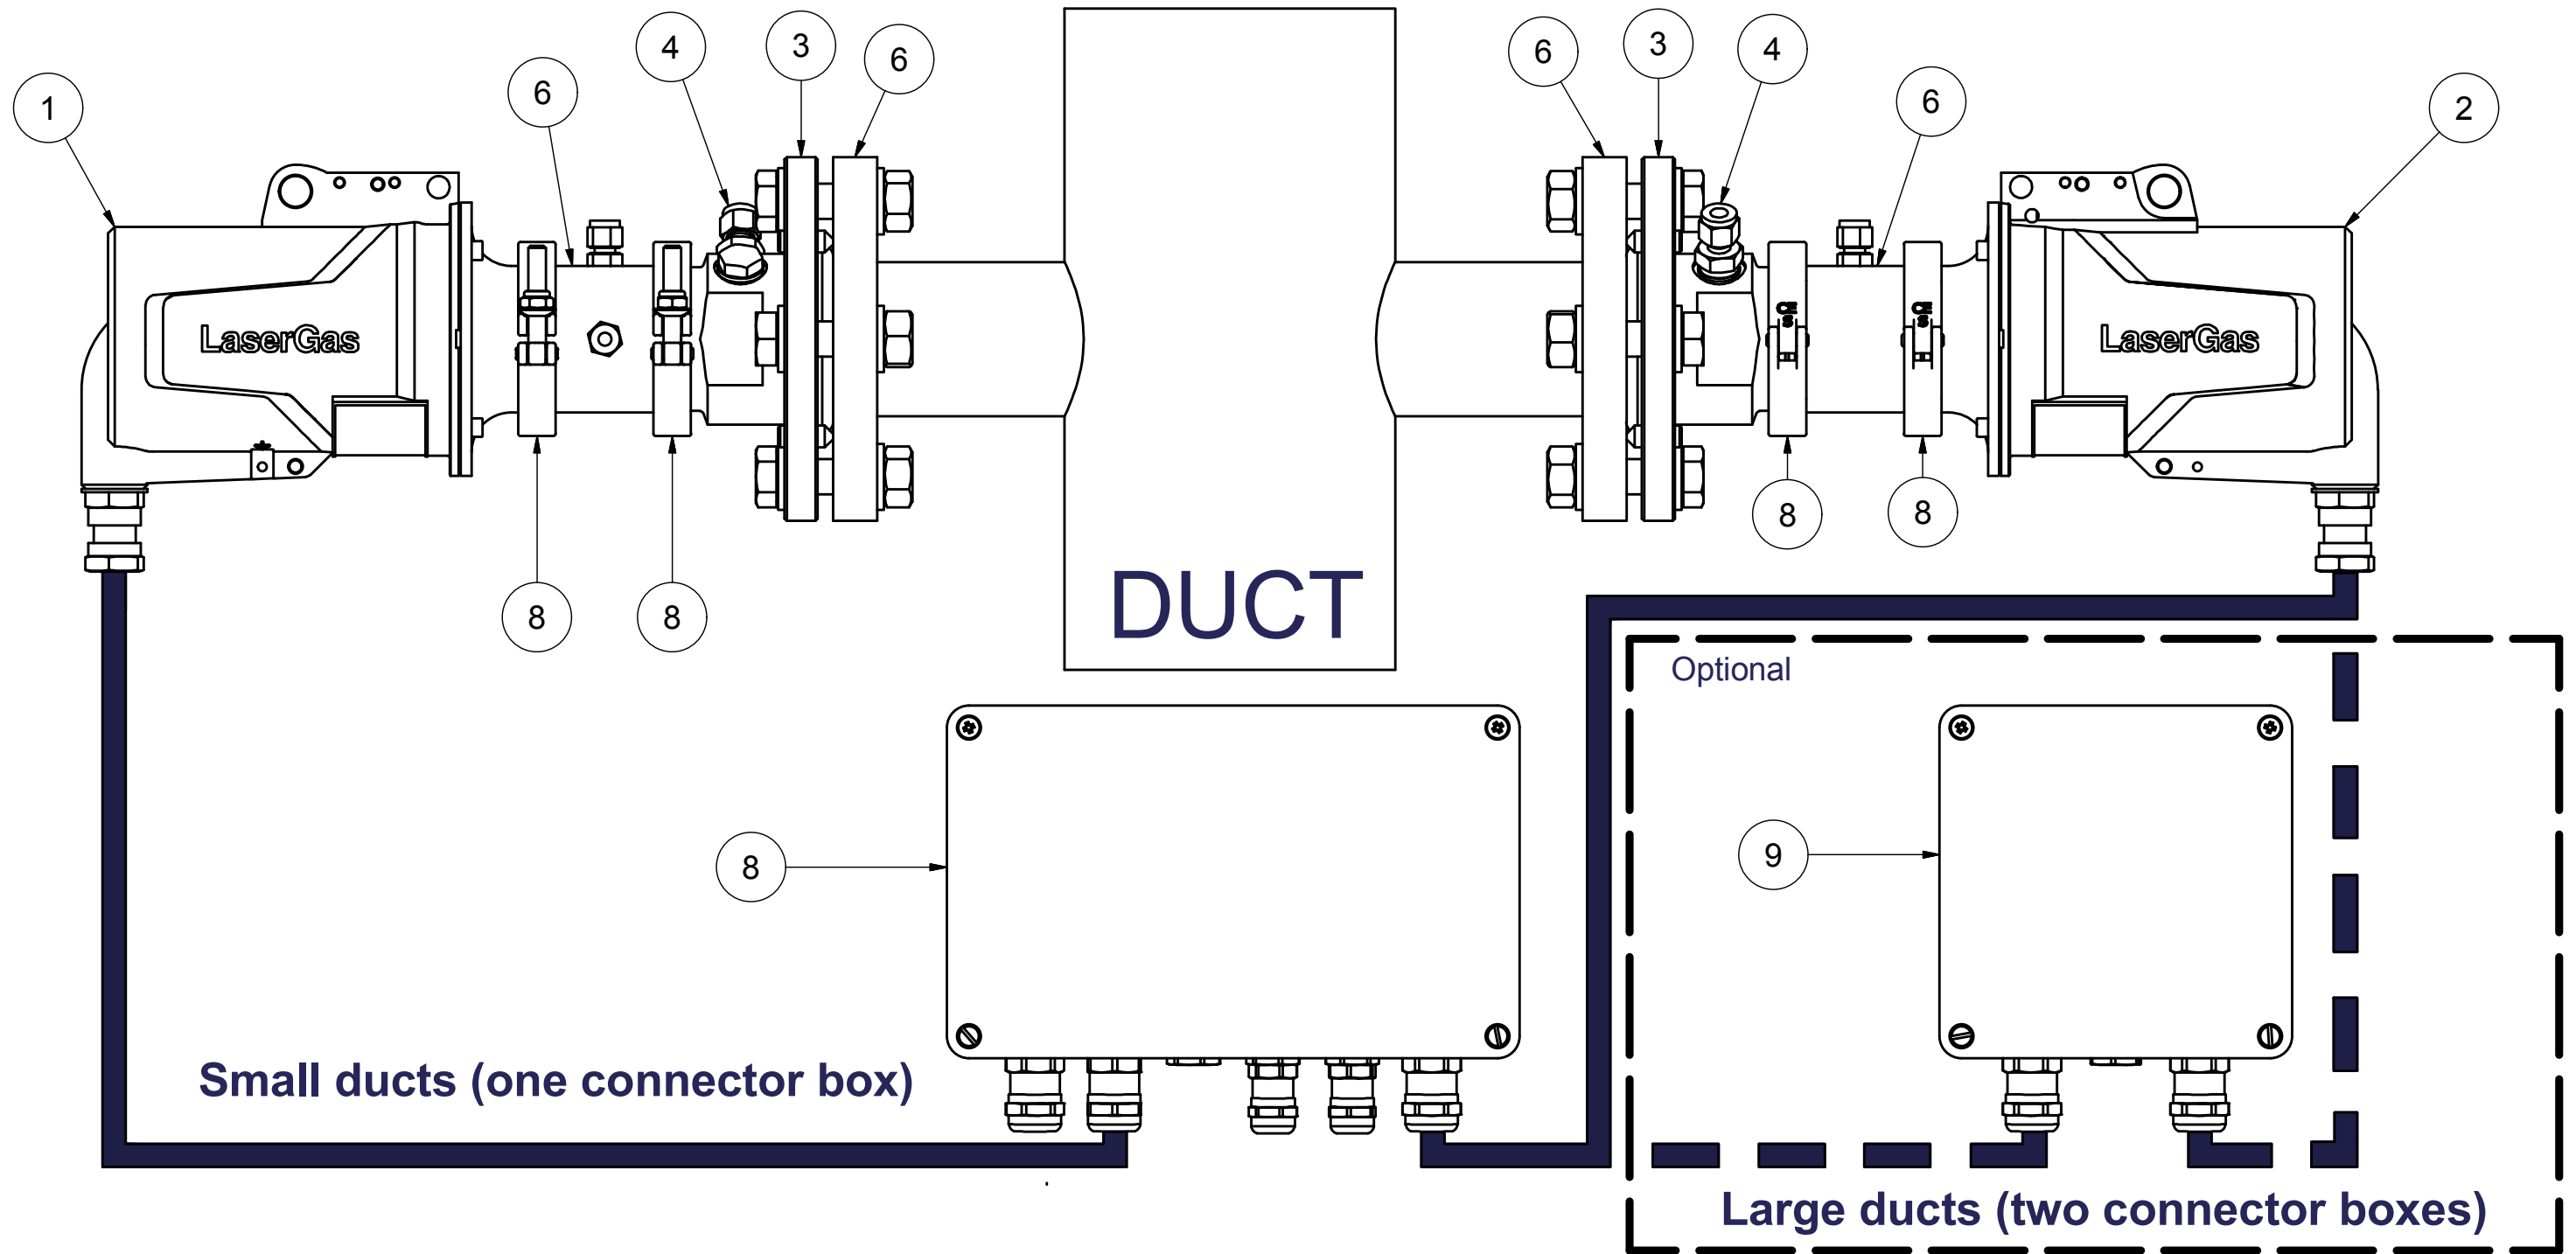 4
3
6
6
3
4
1
6
6
2
LaserGas
LaserGas
8
8
8
8
DUCT
Optional
8
9
Small ducts (one connector box)
Large ducts (two connector boxes)